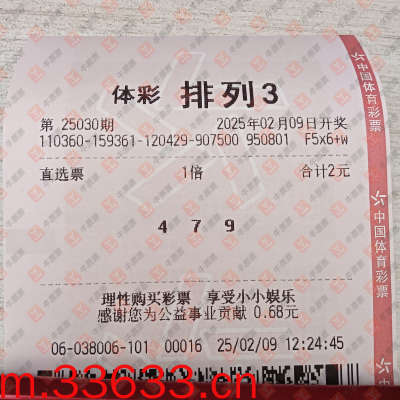 体彩 排列3
第 25030期 2025年02月09日开奖
110360-159361-120429-907500 950801 F5x6+w
直选票 1倍 合计2元
4 7 9
理性购买彩票 享受小小娱乐
感谢您为公益事业贡献 0.68元
06-038006-101 00016 25/02/09 12:24:45
中国体育彩票
中国体育彩票
m.33633.cn